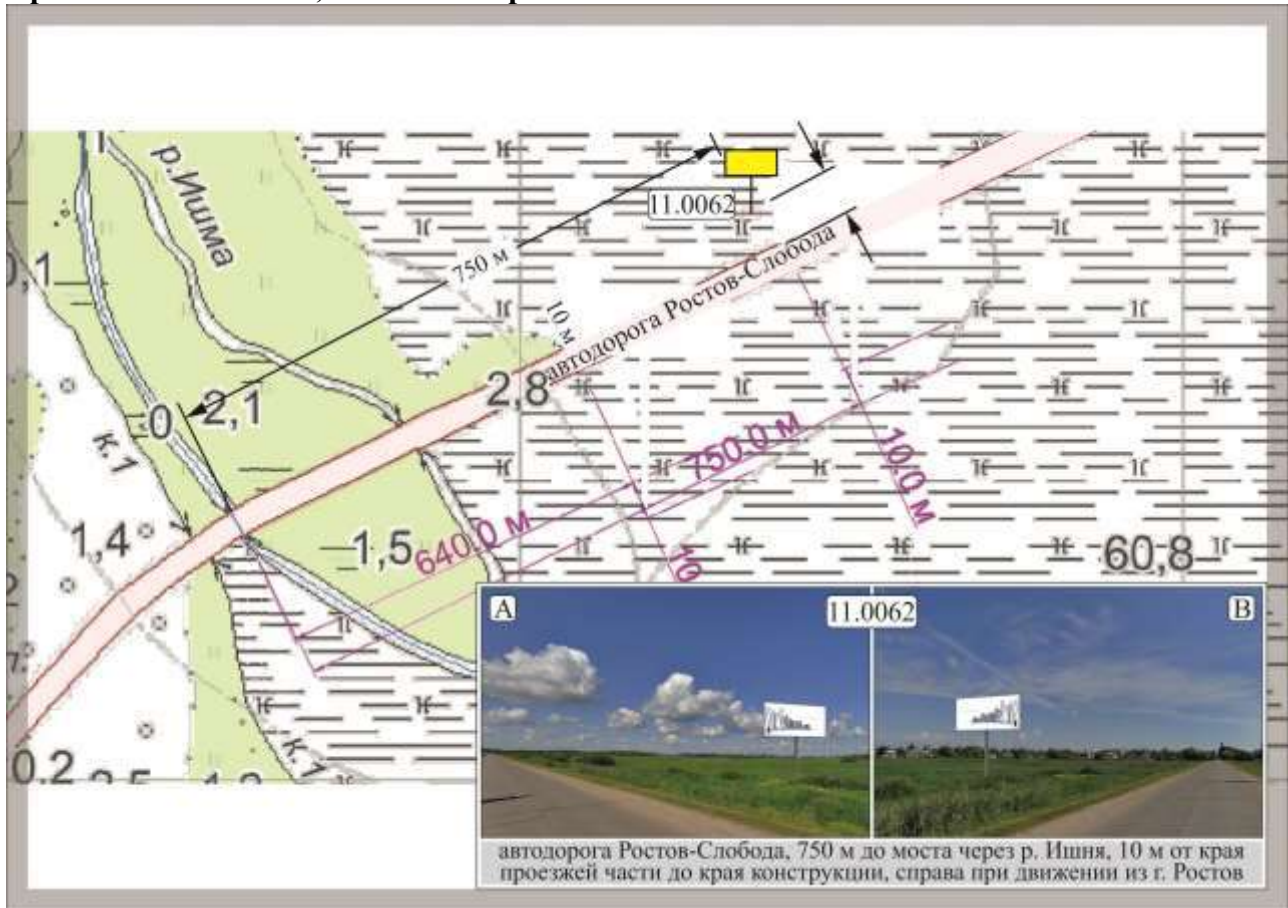 р.Ишма
11.0062
750 м
10 м
автодорога Ростов-Слобода
0
2,1
2,8
К.1
1,4
1,5
640.0 м
750.0 м
10.0 м
10
60,8
0.2
К.1
A
11.0062
B
автодорога Ростов-Слобода, 750 м до моста через р. Ишня, 10 м от края
проезжей части до края конструкции, справа при движении из г. Ростов